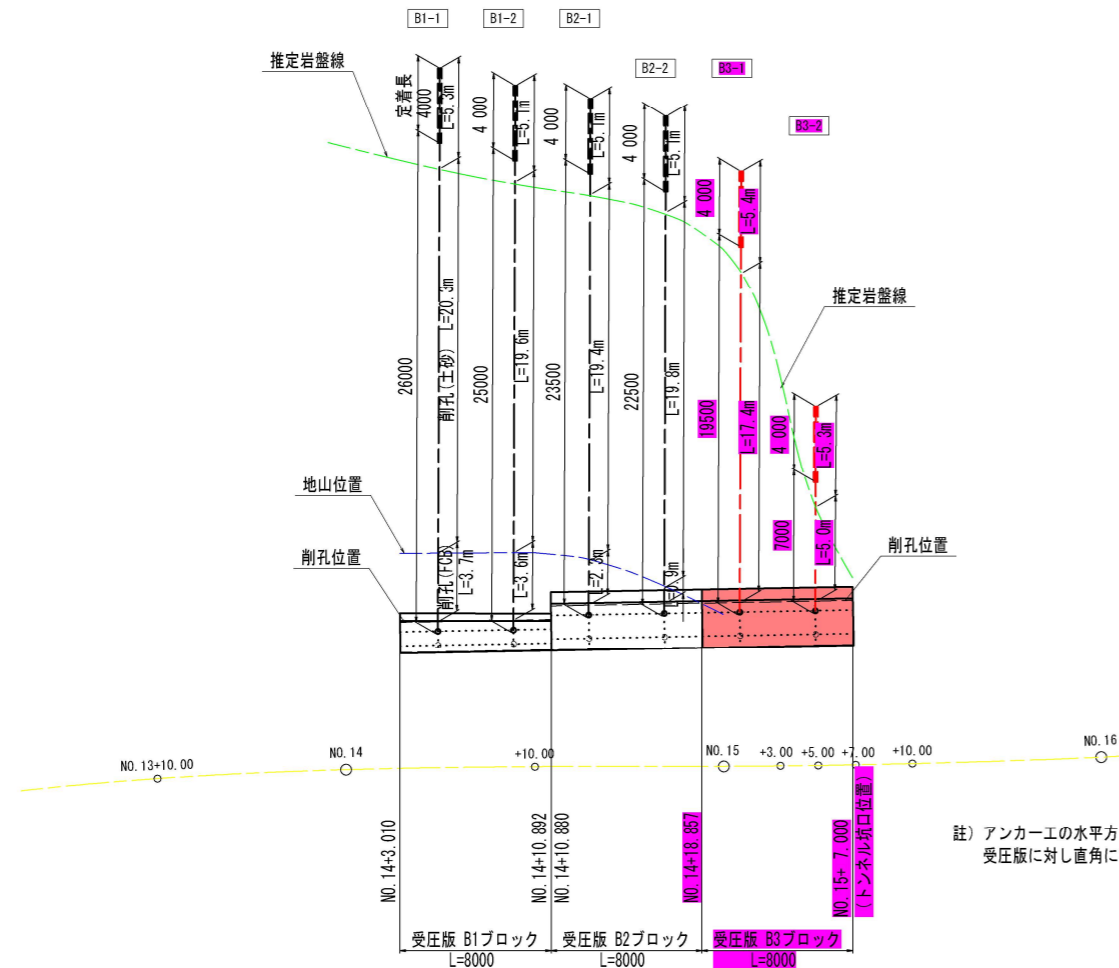 B1-1
B1-2
B2-1
B2-2
B3-1
B3-2
推定岩盤線
定着長
4000
L=5.3m
4 000
L=5.1m
4 000
L=5.1m
4 000
L=5.1m
4 000
L=5.4m
推定岩盤線
26000
削孔(土砂) L=20.3m
25000
L=19.6m
23500
L=19.4m
22500
L=19.8m
19500
L=17.4m
4 000
L=5.3m
7000
L=5.0m
地山位置
削孔位置
削孔(FCB)
L=3.7m
L=3.6m
L=2.3m
削孔位置
NO.13+10.00
NO.14
+10.00
NO.15
+3.00
+5.00
+7.00
+10.00
NO.16
NO.14+3.010
NO.14+10.892
NO.14+10.880
NO.14+18.857
NO.15+ 7.000
(トンネル坑口位置)
註) アンカー工の水平方
受圧版に対し直角に
受圧版 B1ブロック
L=8000
受圧版 B2ブロック
L=8000
受圧版 B3ブロック
L=8000